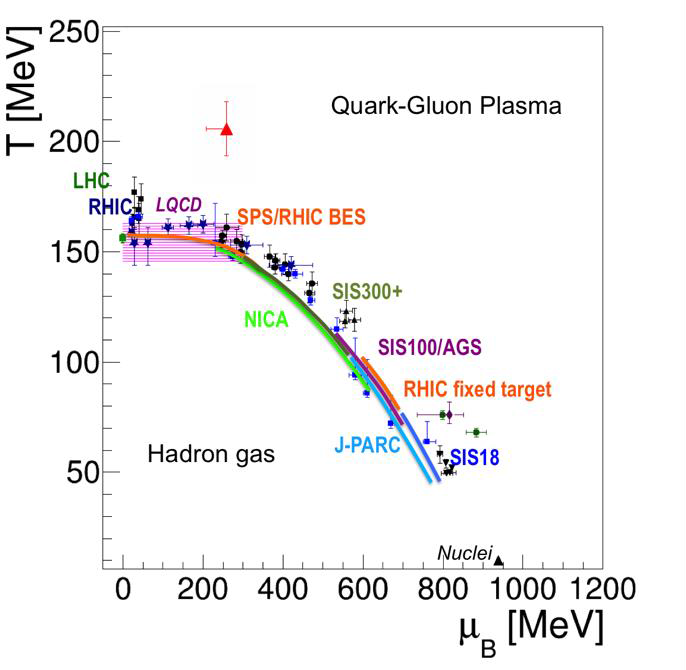 250
T [MeV]
Quark-Gluon Plasma
200
LHC
RHIC
LQCD
SPS/RHIC BES
150
SIS300+
NICA
SIS100/AGS
100
RHIC fixed target
J-PARC
Hadron gas
SIS18
50
Nuclei
0 200 400 600 800 1000 1200
μB [MeV]